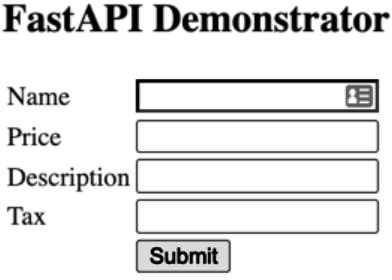 FastAPI Demonstrator
Name
Price
Description
Tax
Submit